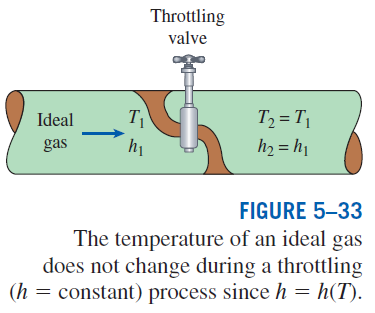 Throttling
valve
Ideal
gas
T₁
h₁
T₂ = T₁
h₂ = h₁
FIGURE 5–33
The temperature of an ideal gas
does not change during a throttling
(h = constant) process since h = h(T).